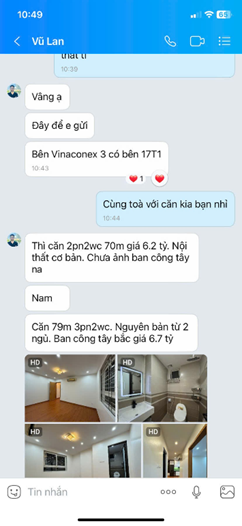 10:49
63
Vũ Lan
thất tí
10:39
Vâng ạ
Đây để e gửi
Bên Vinaconex 3 có bên 17T1
10:43
1
Cùng toà với căn kia bạn nhỉ
10:44
Thì căn 2pn2wc 70m giá 6.2 tỷ. Nội
thất cơ bản. Chưa ảnh ban công tây
na
Nam
Căn 79m 3pn2wc. Nguyên bản từ 2
ngủ. Ban công tây bắc giá 6.7 tỷ
HD
HD
HD
HD
Tin nhắn